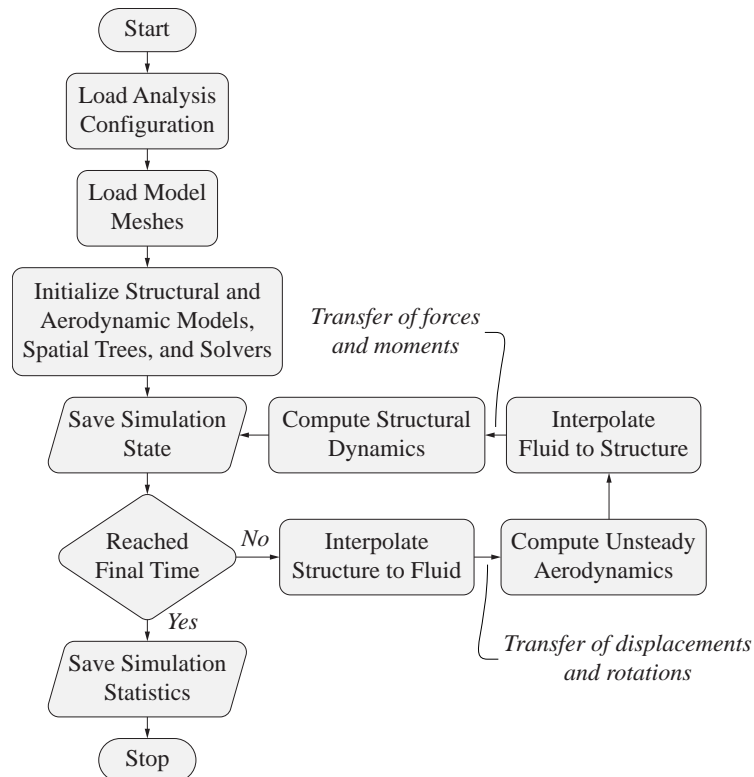 Start
Load Analysis
Configuration
Load Model
Meshes
Initialize Structural and
Aerodynamic Models,
Spatial Trees, and Solvers
Transfer of forces
and moments
Save Simulation
State
Compute Structural
Dynamics
Interpolate
Fluid to Structure
Reached
Final Time
No
Interpolate
Structure to Fluid
Compute Unsteady
Aerodynamics
Yes
Transfer of displacements
and rotations
Save Simulation
Statistics
Stop